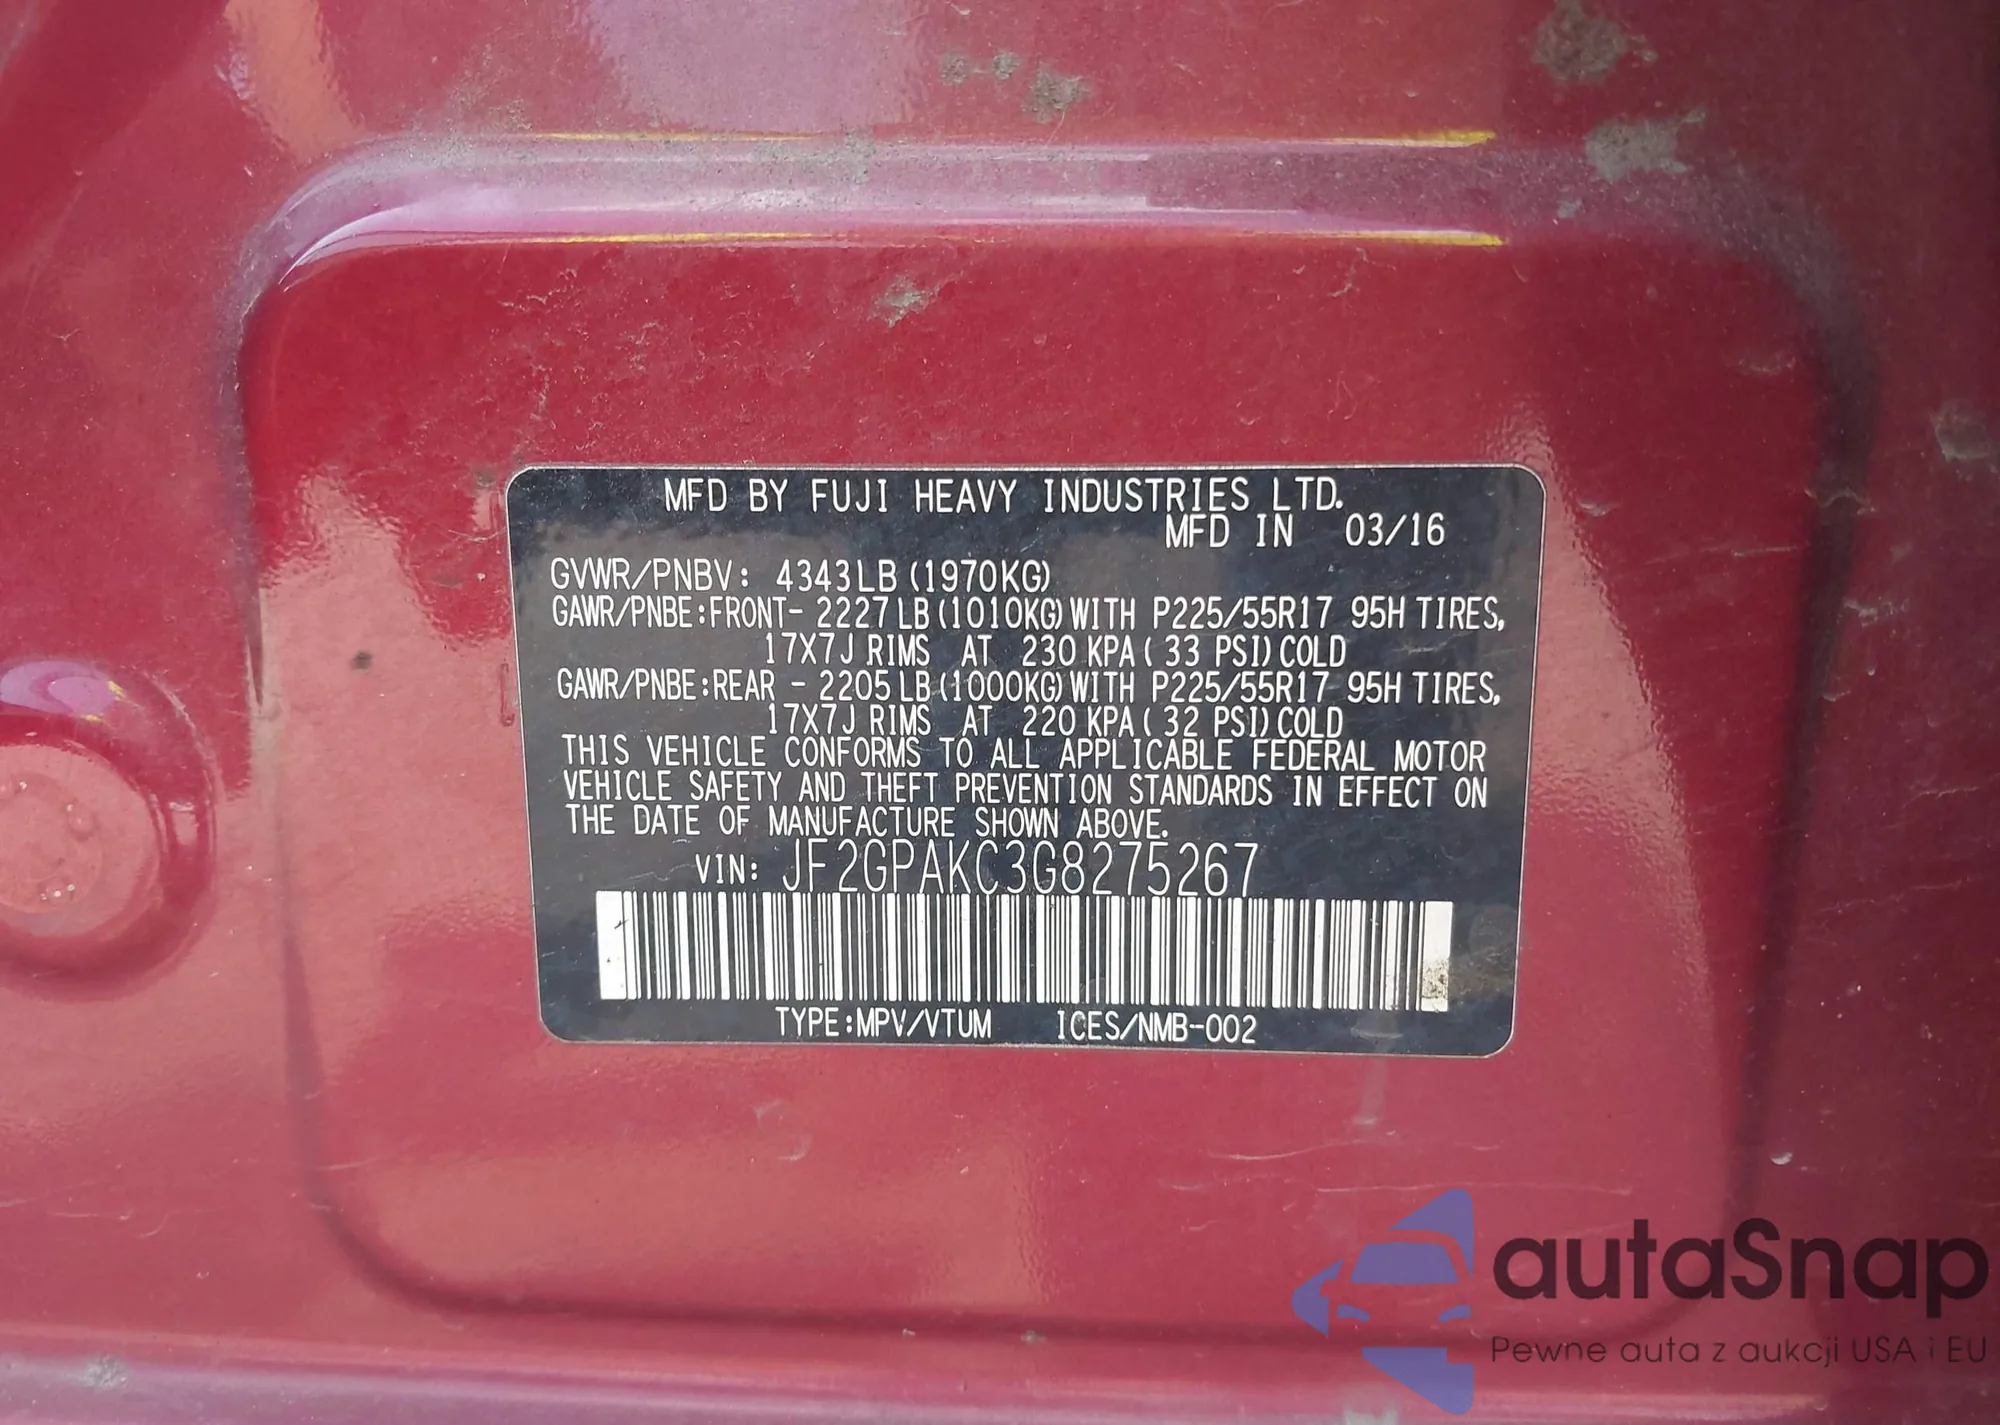 MFD BY FUJI HEAVY INDUSTRIES LTD.
MFD IN 03/16
GVWR/PNBV: 4343LB (1970KG)
GAWR/PNBE:FRONT- 2227LB (1010KG) WITH P225/55R17 95H TIRES,
17X7J RIMS AT 230 KPA ( 33 PSI) COLD
GAWR/PNBE:REAR - 2205LB (1000KG) WITH P225/55R17 95H TIRES,
17X7J RIMS AT 220 KPA ( 32 PSI) COLD
THIS VEHICLE CONFORMS TO ALL APPLICABLE FEDERAL MOTOR
VEHICLE SAFETY AND THEFT PREVENTION STANDARDS IN EFFECT ON
THE DATE OF MANUFACTURE SHOWN ABOVE.
VIN: JF2GPAKC3G8275267
TYPE:MPV/VTUM ICES/NMB-002
autaSnap
Pewne auta z aukcji USA i EU